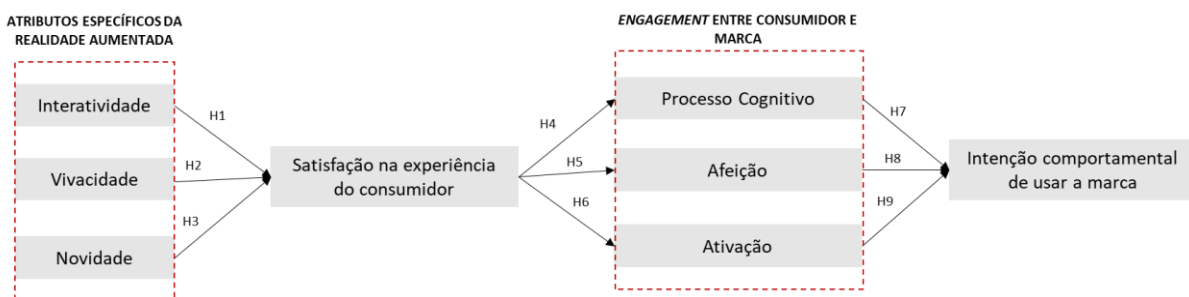 ATRIBUTOS ESPECÍFICOS DA
REALIDADE AUMENTADA
Interatividade
Vivacidade
Novidade
H1
H2
H3
Satisfação na experiência
do consumidor
H4
H5
H6
ENGAGEMENT ENTRE CONSUMIDOR E
MARCA
Processo Cognitivo
Afeição
Ativação
H7
H8
H9
Intenção comportamental
de usar a marca